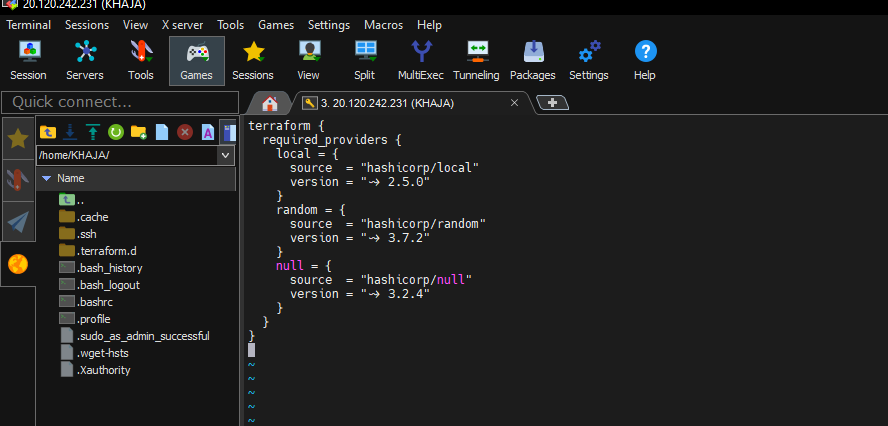 20.120.242.231 (KHAJA)
Terminal Sessions View X server Tools Games Settings Macros Help
Session Servers Tools Games Sessions View Split MultiExec Tunneling Packages Settings Help
Quick connect...
3. 20.120.242.231 (KHAJA)
/home/KHAJA/
Name
..
.cache
.ssh
.terraform.d
.bash_history
.bash_logout
.bashrc
.profile
.sudo_as_admin_successful
.wget-hsts
.Xauthority
terraform {
  required_providers {
    local = {
      source  = "hashicorp/local"
      version = "~> 2.5.0"
    }
    random = {
      source  = "hashicorp/random"
      version = "~> 3.7.2"
    }
    null = {
      source  = "hashicorp/null"
      version = "~> 3.2.4"
    }
  }
}
~
~
~
~
~